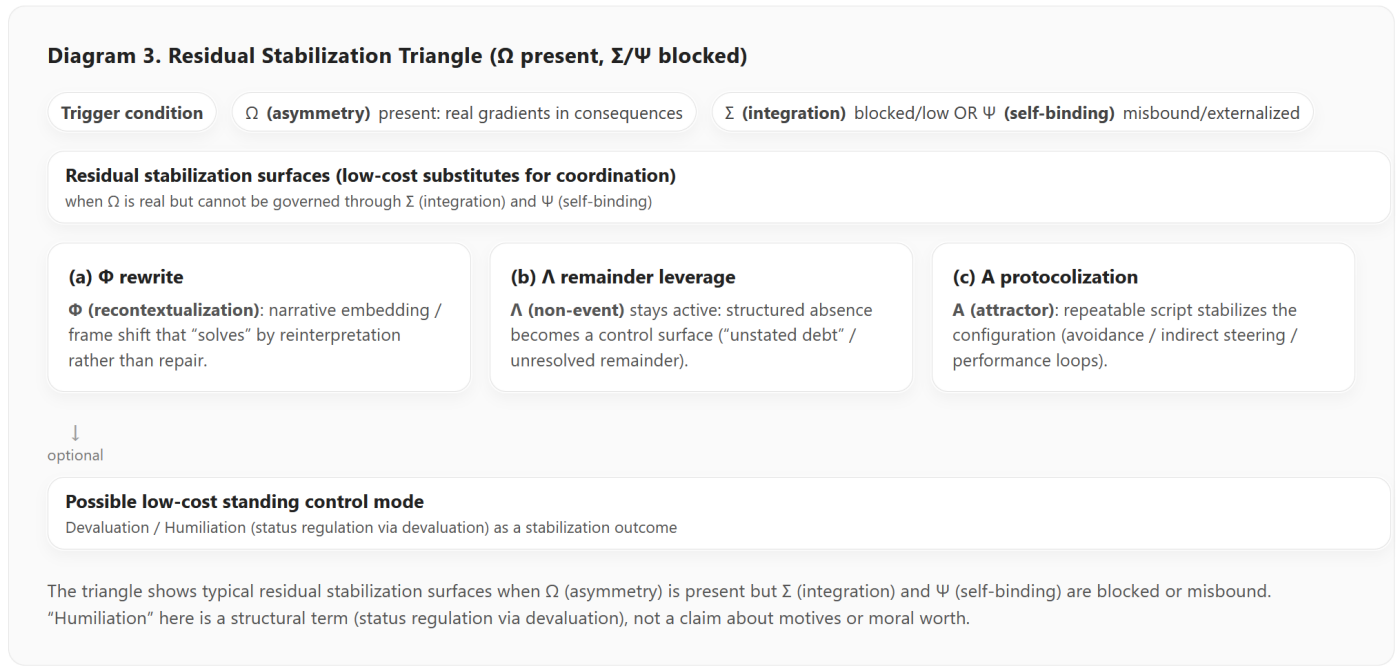 Diagram 3. Residual Stabilization Triangle (Ω present, Σ/Ψ blocked)
Trigger condition
Ω (asymmetry) present: real gradients in consequences
Σ (integration) blocked/low OR Ψ (self-binding) misbound/externalized
Residual stabilization surfaces (low-cost substitutes for coordination)
when Ω is real but cannot be governed through Σ (integration) and Ψ (self-binding)
(a) Φ rewrite
Φ (recontextualization): narrative embedding /
frame shift that “solves” by reinterpretation
rather than repair.
(b) Λ remainder leverage
Λ (non-event) stays active: structured absence
becomes a control surface (“unstated debt” /
unresolved remainder).
(c) A protocolization
A (attractor): repeatable script stabilizes the
configuration (avoidance / indirect steering /
performance loops).
↓
optional
Possible low-cost standing control mode
Devaluation / Humiliation (status regulation via devaluation) as a stabilization outcome
The triangle shows typical residual stabilization surfaces when Ω (asymmetry) is present but Σ (integration) and Ψ (self-binding) are blocked or misbound.
“Humiliation” here is a structural term (status regulation via devaluation), not a claim about motives or moral worth.